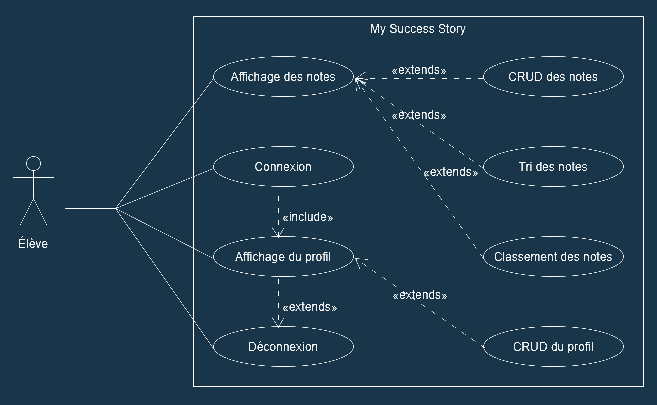 My Success Story
Affichage des notes
«extends»
CRUD des notes
«extends»
Connexion
«extends»
Tri des notes
«include»
Élève
Affichage du profil
Classement des notes
«extends»
«extends»
Déconnexion
CRUD du profil